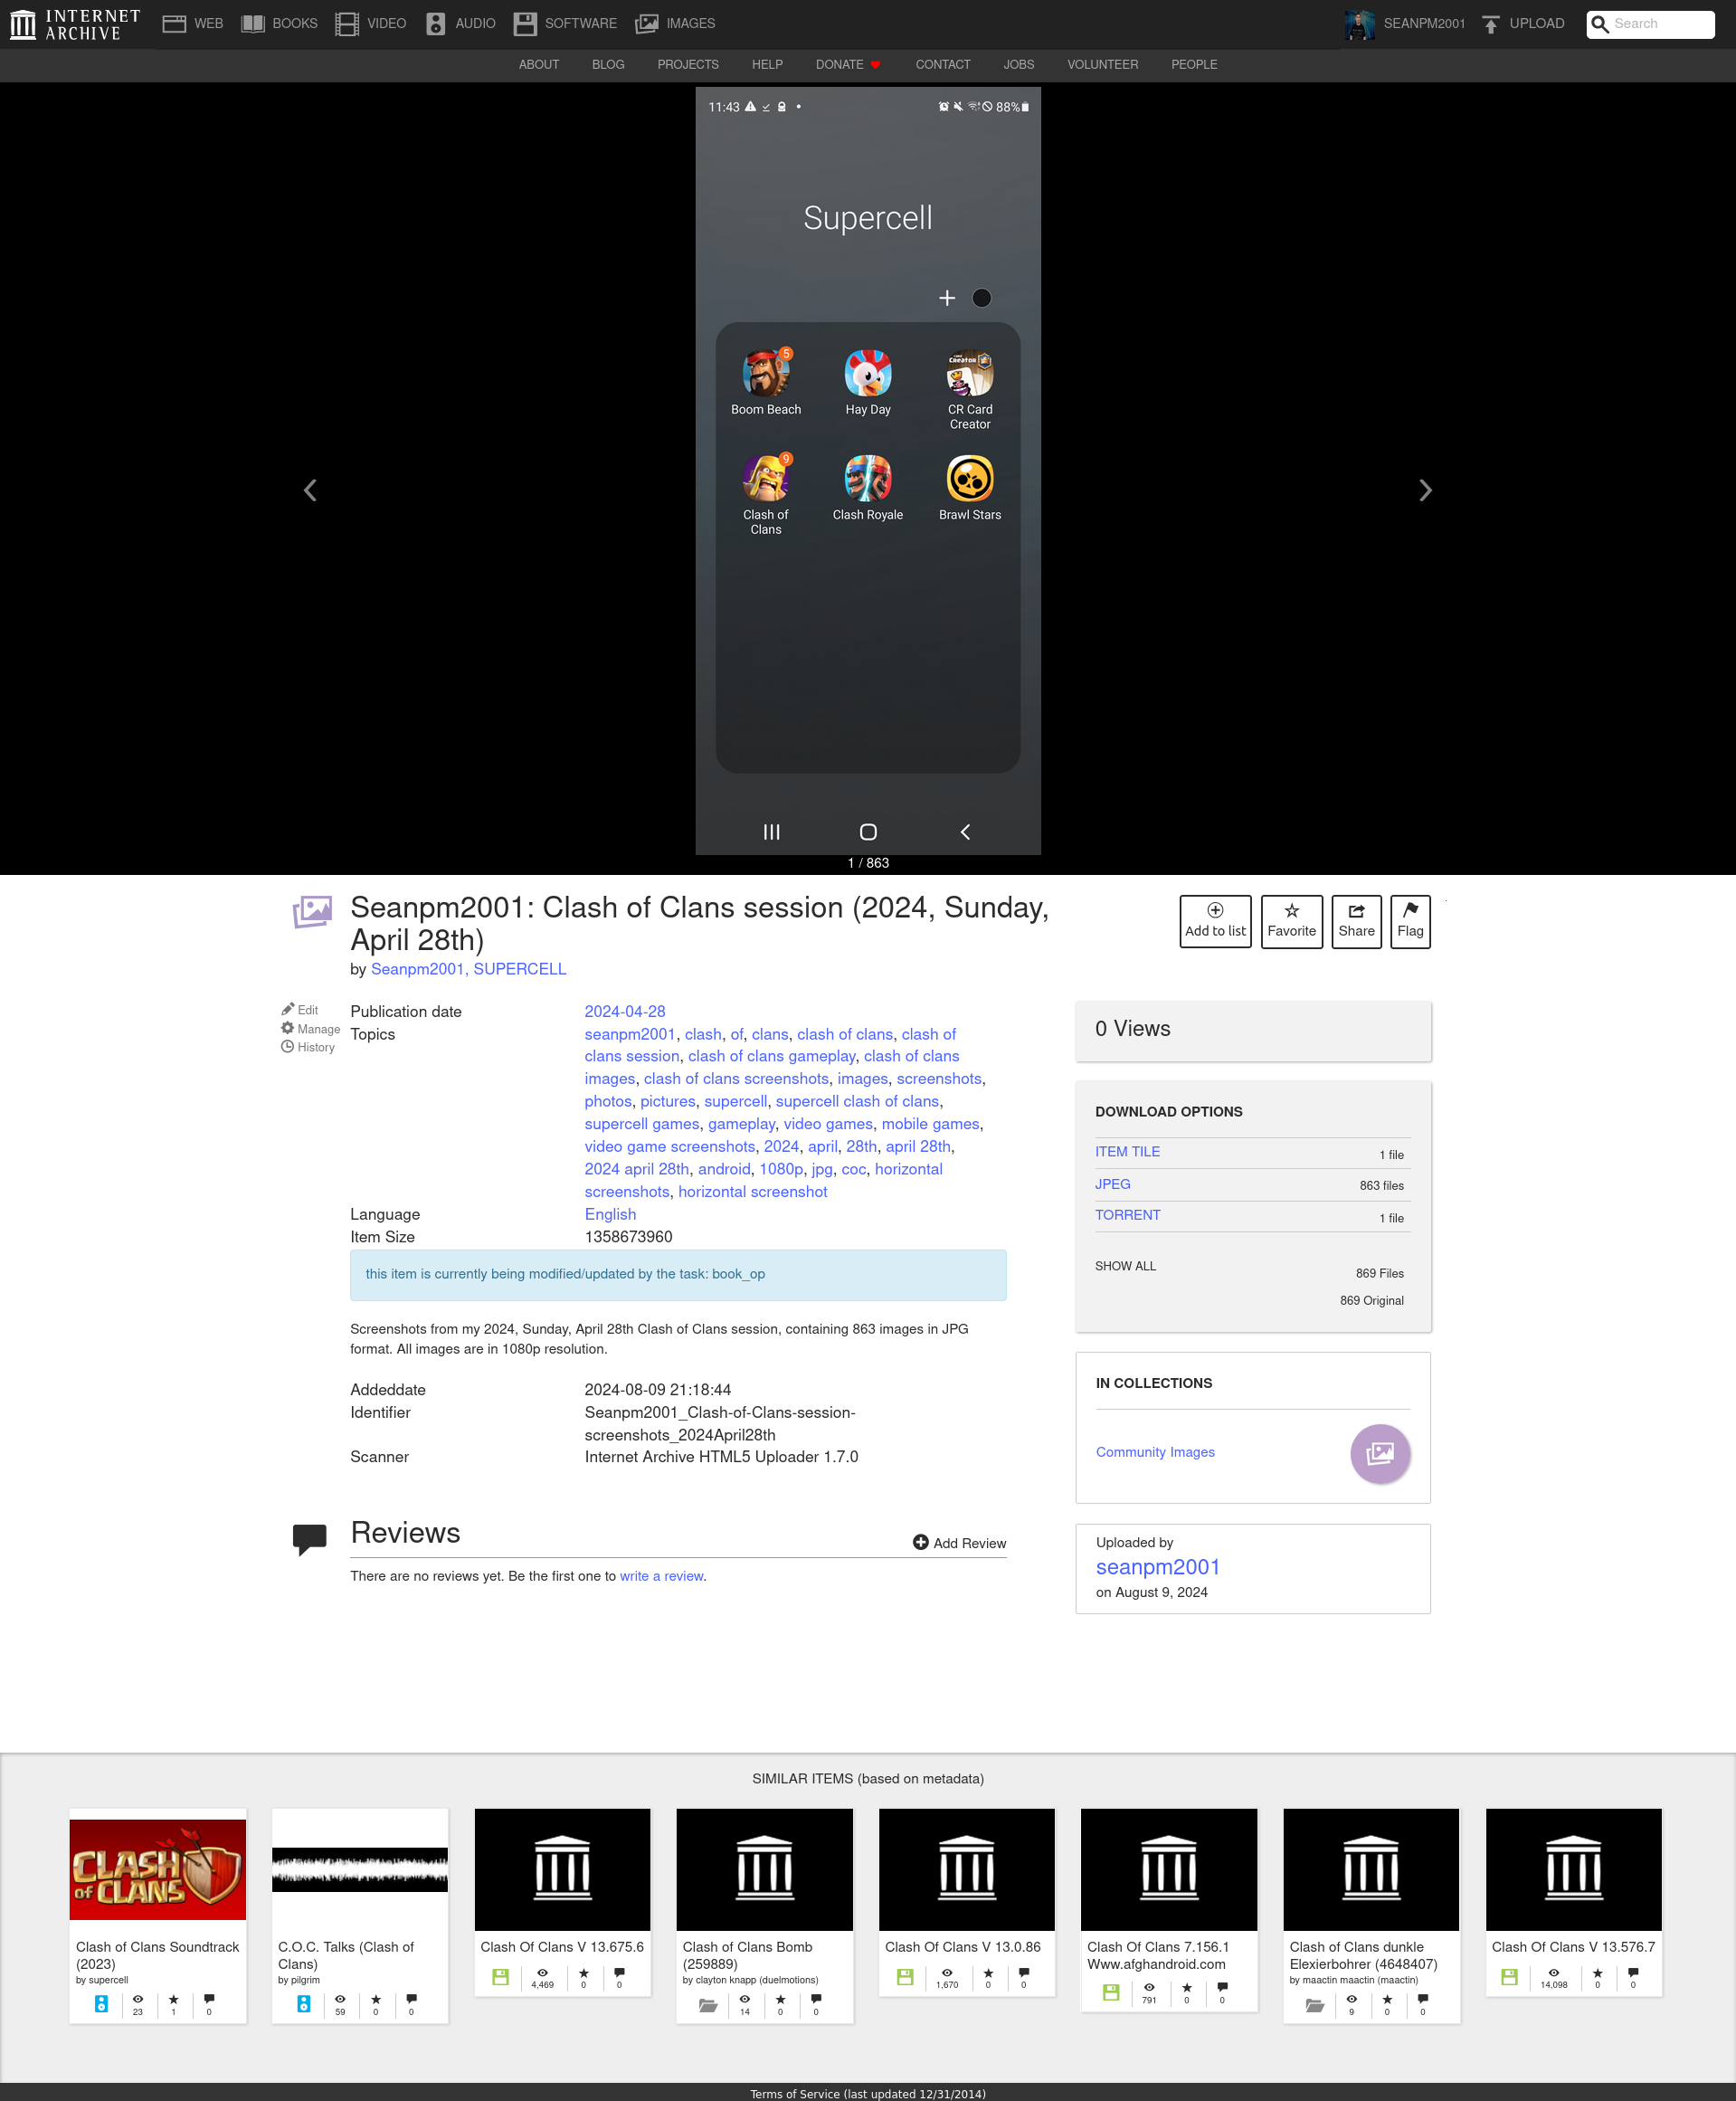 INTERNET
ARCHIVE
WEB
BOOKS
VIDEO
AUDIO
SOFTWARE
IMAGES
SEANPM2001
UPLOAD
Search
ABOUT
BLOG
PROJECTS
HELP
DONATE
CONTACT
JOBS
VOLUNTEER
PEOPLE
11:43
88%
Supercell
5
Boom Beach
Hay Day
CREATOR
CR Card
Creator
9
Clash of
Clans
Clash Royale
Brawl Stars
1 / 863
Seanpm2001: Clash of Clans session (2024, Sunday,
April 28th)
by Seanpm2001, SUPERCELL
Add to list
Favorite
Share
Flag
Edit
Manage
History
Publication date 2024-04-28
Topics seanpm2001, clash, of, clans, clash of clans, clash of
clans session, clash of clans gameplay, clash of clans
images, clash of clans screenshots, images, screenshots,
photos, pictures, supercell, supercell clash of clans,
supercell games, gameplay, video games, mobile games,
video game screenshots, 2024, april, 28th, april 28th,
2024 april 28th, android, 1080p, jpg, coc, horizontal
screenshots, horizontal screenshot
Language English
Item Size 1358673960
this item is currently being modified/updated by the task: book_op
Screenshots from my 2024, Sunday, April 28th Clash of Clans session, containing 863 images in JPG
format. All images are in 1080p resolution.
Addeddate 2024-08-09 21:18:44
Identifier Seanpm2001_Clash-of-Clans-session-
screenshots_2024April28th
Scanner Internet Archive HTML5 Uploader 1.7.0
Reviews
Add Review
There are no reviews yet. Be the first one to write a review.
0 Views
DOWNLOAD OPTIONS
ITEM TILE 1 file
JPEG 863 files
TORRENT 1 file
SHOW ALL 869 Files
869 Original
IN COLLECTIONS
Community Images
Uploaded by
seanpm2001
on August 9, 2024
SIMILAR ITEMS (based on metadata)
CLASH
OF CLANS
Clash of Clans Soundtrack
(2023)
by supercell
23 1 0
C.O.C. Talks (Clash of
Clans)
by pilgrim
59 0 0
Clash Of Clans V 13.675.6
4,469 0 0
Clash of Clans Bomb
(259889)
by clayton knapp (duelmotions)
14 0 0
Clash Of Clans V 13.0.86
1,670 0 0
Clash Of Clans 7.156.1
Www.afghandroid.com
791 0 0
Clash of Clans dunkle
Elexierbohrer (4648407)
by maactin maactin (maactin)
9 0 0
Clash Of Clans V 13.576.7
14,098 0 0
Terms of Service (last updated 12/31/2014)